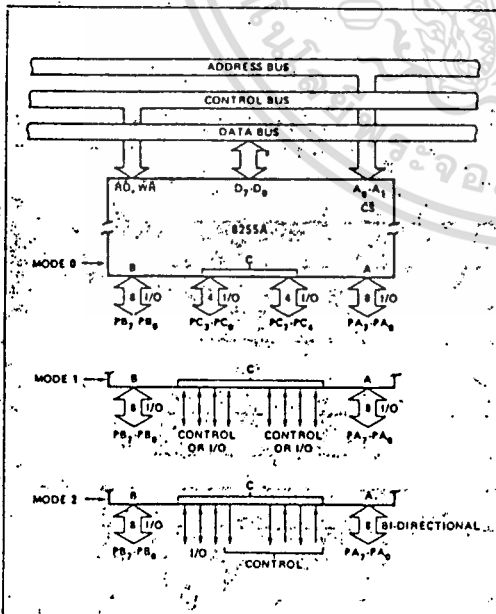 ADDRESS BUS
CONTROL BUS
DATA BUS
RD, WR D7-D0 A0-A1
CS
8255A
MODE 0
B C A
8 I/O 4 I/O 4 I/O 8 I/O
PB7-PB0 PC3-PC0 PC7-PC4 PA7-PA0
MODE 1
B C A
8 I/O 8 I/O
PB7-PB0 CONTROL OR I/O CONTROL OR I/O PA7-PA0
MODE 2
B C A
8 I/O 8 BI-DIRECTIONAL
PB7-PB0 I/O CONTROL PA7-PA0